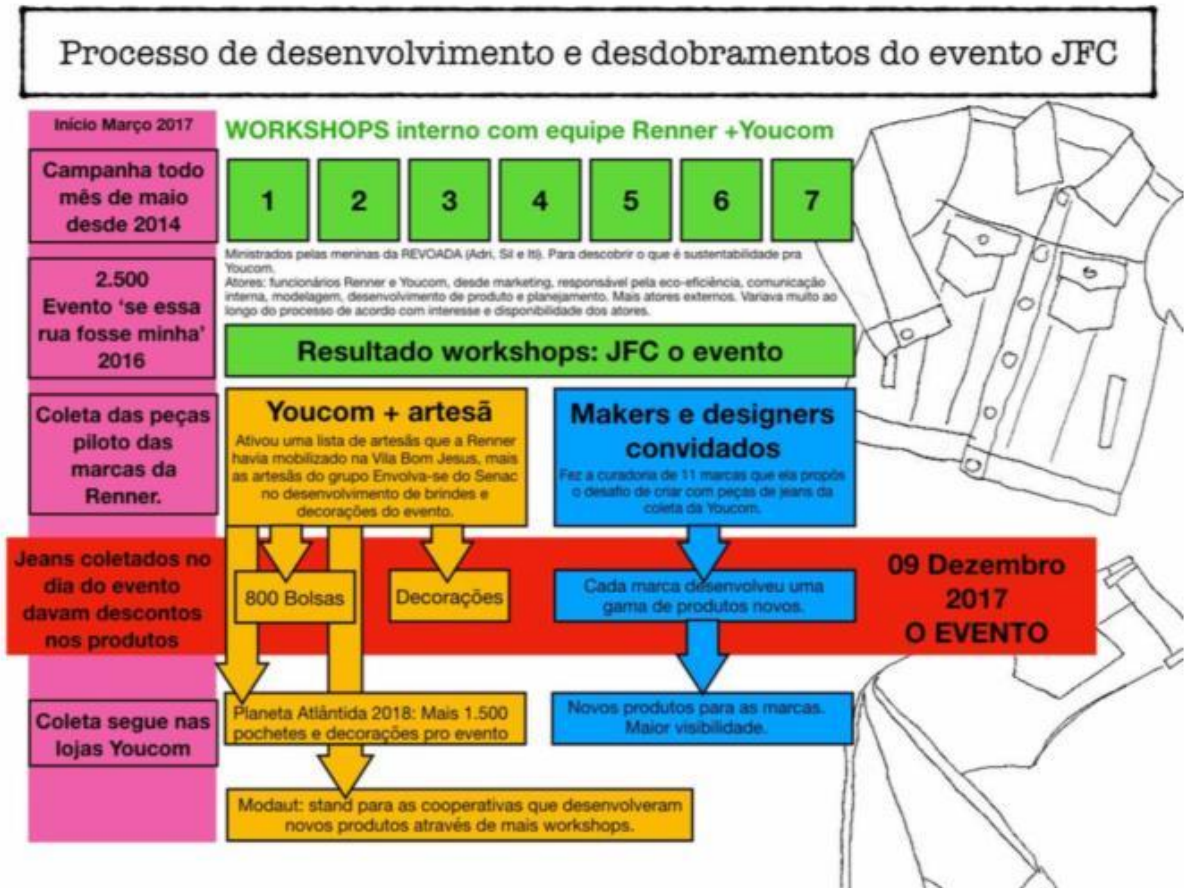 Processo de desenvolvimento e desdobramentos do evento JFC
Início Março 2017
Campanha todo
mês de maio
desde 2014
2.500
Evento ‘se essa
rua fosse minha’
2016
Coleta das peças
piloto das
marcas da
Renner.
Jeans coletados no
dia do evento
davam descontos
nos produtos
Coleta segue nas
lojas Youcom
WORKSHOPS interno com equipe Renner +Youcom
1 2 3 4 5 6 7
Ministrados pelas meninas da REVOADA (Adri, Sil e Iti). Para descobrir o que é sustentabilidade pra
Youcom.
Atores: funcionários Renner e Youcom, desde marketing, responsável pela eco-eficiência, comunicação
interna, modelagem, desenvolvimento de produto e planejamento. Mais atores externos. Variava muito ao
longo do processo de acordo com interesse e disponibilidade dos atores.
Resultado workshops: JFC o evento
Youcom + artesã
Ativou uma lista de artesãs que a Renner
havia mobilizado na Vila Bom Jesus, mais
as artesãs do grupo Envolva-se do Senac
no desenvolvimento de brindes e
decorações do evento.
Makers e designers
convidados
Fez a curadoria de 11 marcas que ela propôs
o desafio de criar com peças de jeans da
coleta da Youcom.
800 Bolsas
Decorações
Cada marca desenvolveu uma
gama de produtos novos.
09 Dezembro
2017
O EVENTO
Planeta Atlântida 2018: Mais 1.500
pochetes e decorações pro evento
Novos produtos para as marcas.
Maior visibilidade.
Modaut: stand para as cooperativas que desenvolveram
novos produtos através de mais workshops.